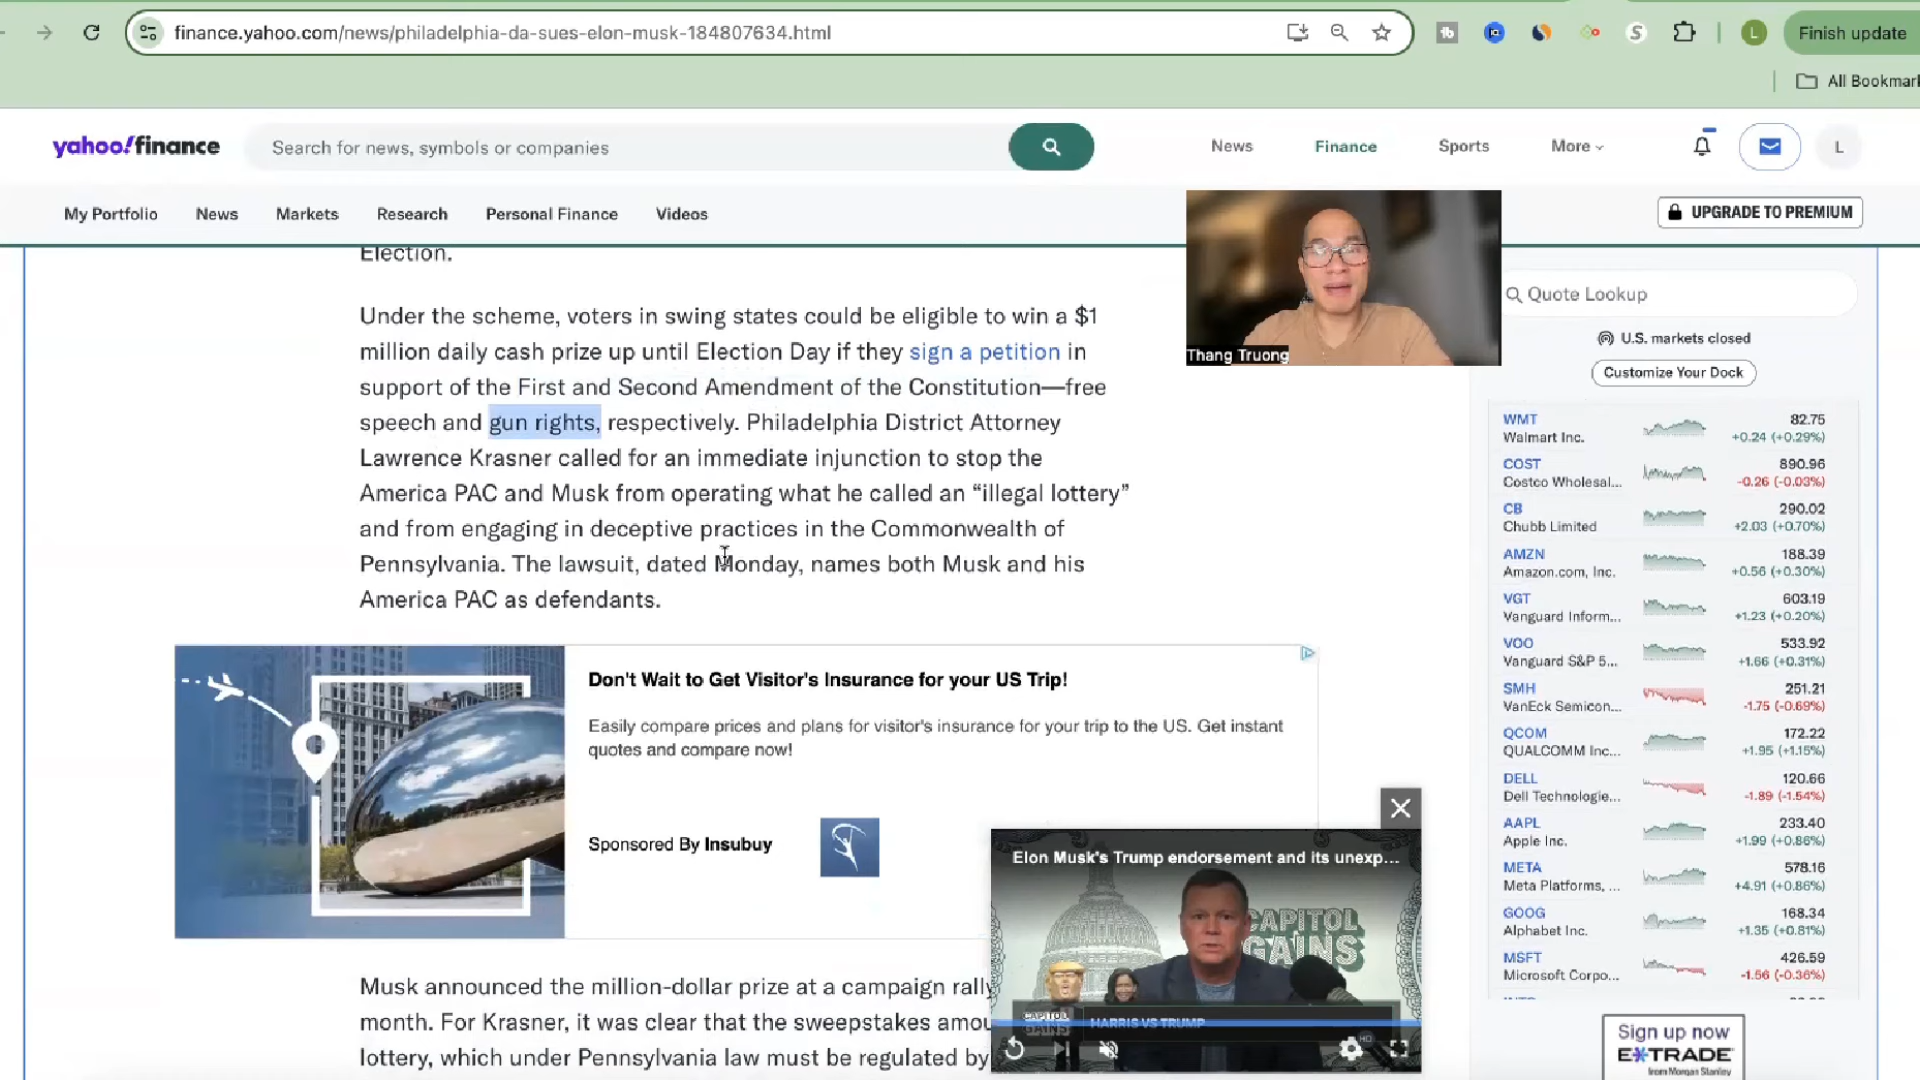 finance.yahoo.com/news/philadelphia-da-sues-elon-musk-184807634.html
L
Finish update
All Bookmar
yahoo!finance
Search for news, symbols or companies
News
Finance
Sports
More
L
My Portfolio
News
Markets
Research
Personal Finance
Videos
UPGRADE TO PREMIUM
Election.
Under the scheme, voters in swing states could be eligible to win a $1
million daily cash prize up until Election Day if they sign a petition in
support of the First and Second Amendment of the Constitution—free
speech and gun rights, respectively. Philadelphia District Attorney
Lawrence Krasner called for an immediate injunction to stop the
America PAC and Musk from operating what he called an “illegal lottery”
and from engaging in deceptive practices in the Commonwealth of
Pennsylvania. The lawsuit, dated Monday, names both Musk and his
America PAC as defendants.
Thang Truong
Don't Wait to Get Visitor's Insurance for your US Trip!
Easily compare prices and plans for visitor's insurance for your trip to the US. Get instant
quotes and compare now!
Sponsored By Insubuy
Musk announced the million-dollar prize at a campaign rally
month. For Krasner, it was clear that the sweepstakes amou
lottery, which under Pennsylvania law must be regulated by
Elon Musk's Trump endorsement and its unexp...
CAPITOL
GAINS
CAPITOL
GAINS
HARRIS VS TRUMP
HD
Quote Lookup
U.S. markets closed
Customize Your Dock
WMT 82.75
Walmart Inc. +0.24 (+0.29%)
COST 890.96
Costco Wholesal... -0.26 (-0.03%)
CB 290.02
Chubb Limited +2.03 (+0.70%)
AMZN 188.39
Amazon.com, Inc. +0.56 (+0.30%)
VGT 603.19
Vanguard Inform... +1.23 (+0.20%)
VOO 533.92
Vanguard S&P 5... +1.66 (+0.31%)
SMH 251.21
VanEck Semicon... -1.75 (-0.69%)
QCOM 172.22
QUALCOMM Inc... +1.95 (+1.15%)
DELL 120.66
Dell Technologie... -1.89 (-1.54%)
AAPL 233.40
Apple Inc. +1.99 (+0.86%)
META 578.16
Meta Platforms, ... +4.91 (+0.86%)
GOOG 168.34
Alphabet Inc. +1.35 (+0.81%)
MSFT 426.59
Microsoft Corpo... -1.56 (-0.36%)
Sign up now
E*TRADE
from Morgan Stanley